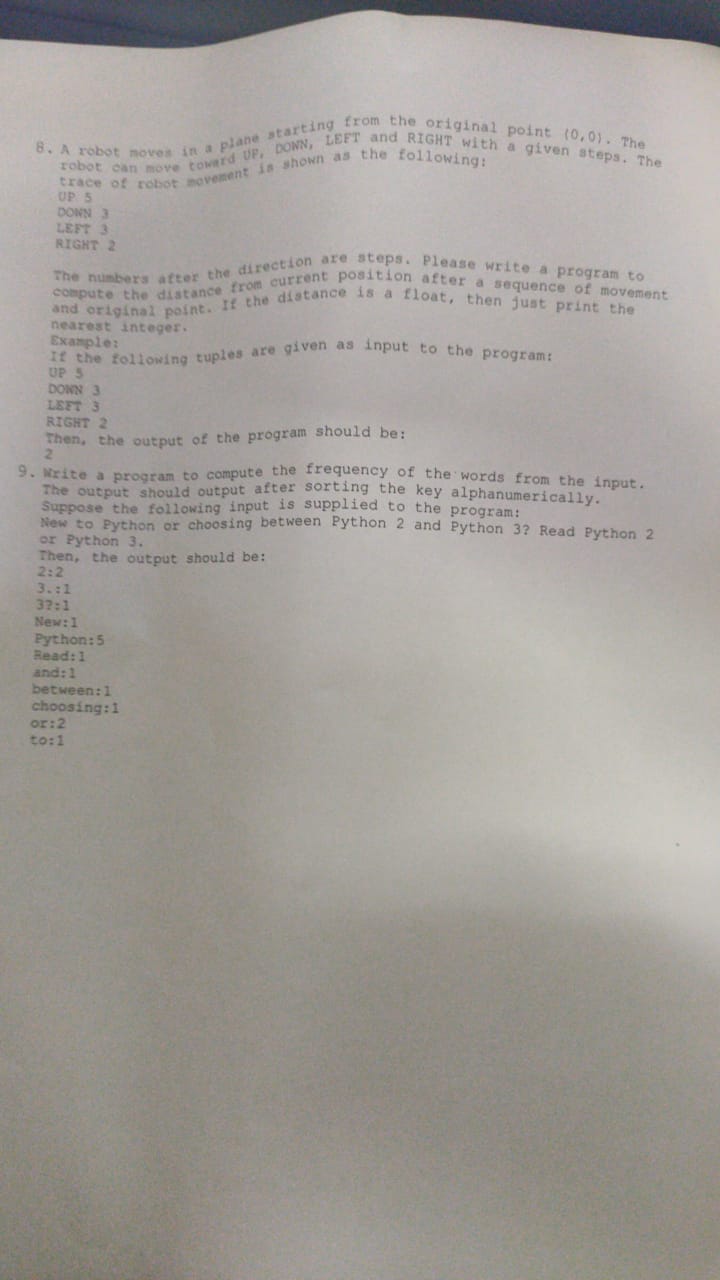 8. A robot moves in a plane starting from the original point (0,0). The
robot can move toward UP, DOWN, LEFT and RIGHT with a given steps. The
trace of robot movement is shown as the following:
UP 5
DOWN 3
LEFT 3
RIGHT 2
The numbers after the direction are steps. Please write a program to
compute the distance from current position after a sequence of movement
and original point. If the distance is a float, then just print the
nearest integer.
Example:
If the following tuples are given as input to the program:
UP 5
DOWN 3
LEFT 3
RIGHT 2
Then, the output of the program should be:
2
9. Write a program to compute the frequency of the words from the input.
The output should output after sorting the key alphanumerically.
Suppose the following input is supplied to the program:
New to Python or choosing between Python 2 and Python 3? Read Python 2
or Python 3.
Then, the output should be:
2:2
3.:1
3?:1
New:1
Python:5
Read:1
and:1
between:1
choosing:1
or:2
to:1